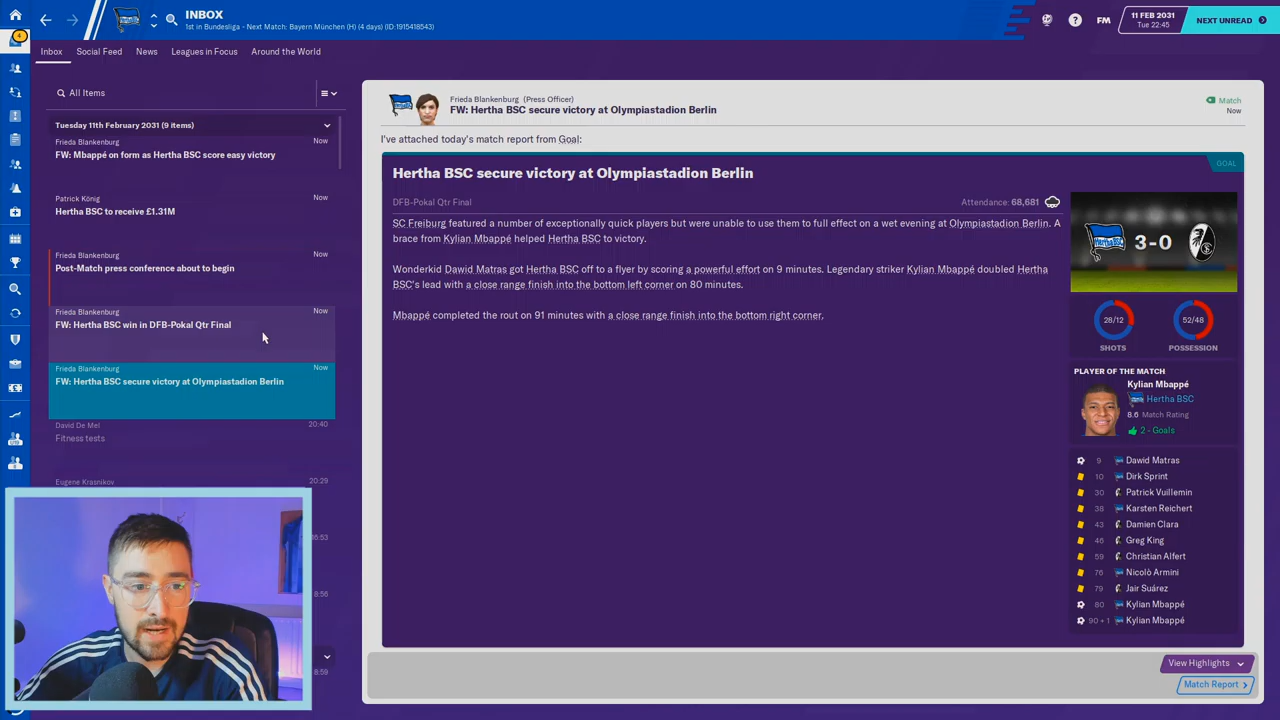 INBOX
1st in Bundesliga - Next Match: Bayern München (H) (4 days) (ID:1915418543)
FM
11 FEB 2031
Tue 22:45
NEXT UNREAD
Inbox
Social Feed
News
Leagues in Focus
Around the World
All Items
Tuesday 11th February 2031 (9 items)
Frieda Blankenburg
Now
FW: Mbappé on form as Hertha BSC score easy victory
Patrick König
Now
Hertha BSC to receive £1.31M
Frieda Blankenburg
Now
Post-Match press conference about to begin
Frieda Blankenburg
Now
FW: Hertha BSC win in DFB-Pokal Qtr Final
Frieda Blankenburg
Now
FW: Hertha BSC secure victory at Olympiastadion Berlin
David De Mel
20:40
Fitness tests
Eugene Krasnikov
20:29
16:53
8:56
8:59
Frieda Blankenburg (Press Officer)
FW: Hertha BSC secure victory at Olympiastadion Berlin
Match
Now
I've attached today's match report from Goal:
GOAL
Hertha BSC secure victory at Olympiastadion Berlin
DFB-Pokal Qtr Final
Attendance: 68,681
SC Freiburg featured a number of exceptionally quick players but were unable to use them to full effect on a wet evening at Olympiastadion Berlin. A
brace from Kylian Mbappé helped Hertha BSC to victory.
Wonderkid Dawid Matras got Hertha BSC off to a flyer by scoring a powerful effort on 9 minutes. Legendary striker Kylian Mbappé doubled Hertha
BSC's lead with a close range finish into the bottom left corner on 80 minutes.
Mbappé completed the rout on 91 minutes with a close range finish into the bottom right corner.
3-0
28/12
52/48
SHOTS
POSSESSION
PLAYER OF THE MATCH
Kylian Mbappé
Hertha BSC
8.6 Match Rating
2 - Goals
9 Dawid Matras
10 Dirk Sprint
30 Patrick Vuillemin
38 Karsten Reichert
43 Damien Clara
46 Greg King
59 Christian Alfert
76 Nicolò Armini
79 Jair Suárez
80 Kylian Mbappé
90 + 1 Kylian Mbappé
View Highlights
Match Report